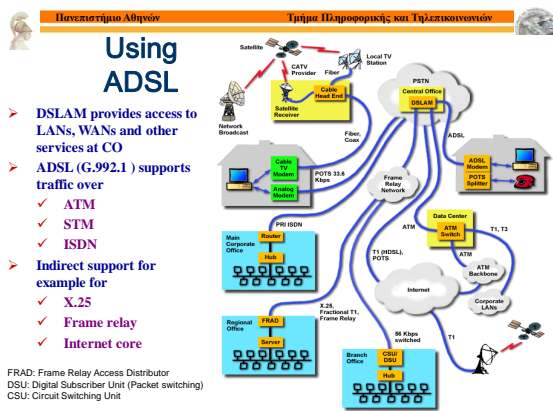 Πανεπιστήμιο Αθηνών
Τμήμα Πληροφορικής και Τηλεπικοινωνιών
Using
ADSL
➢ DSLAM provides access to
LANs, WANs and other
services at CO
➢ ADSL (G.992.1 ) supports
traffic over
✓ ATM
✓ STM
✓ ISDN
➢ Indirect support for
example for
✓ X.25
✓ Frame relay
✓ Internet core
FRAD: Frame Relay Access Distributor
DSU: Digital Subscriber Unit (Packet switching)
CSU: Circuit Switching Unit
Satellite
Local TV
Station
CATV
Provider
Fiber
Cable
Head End
Satellite
Receiver
Network
Broadcast
PSTN
Central Office
DSLAM
ADSL
Fiber,
Coax
Cable
TV
Modem
Analog
Modem
POTS 33.6
Kbps
ADSL
Modem
POTS
Splitter
Frame
Relay
Network
PRI ISDN
Main
Corporate
Office
Router
Hub
ATM
Data Center
ATM
Switch
T1, T3
ATM
ATM
Backbone
T1 (HDSL),
POTS
Internet
Corporate
LANs
Regional
Office
FRAD
Server
X.25,
Fractional T1,
Frame Relay
56 Kbps
switched
T1
Branch
Office
CSU/
DSU
Hub